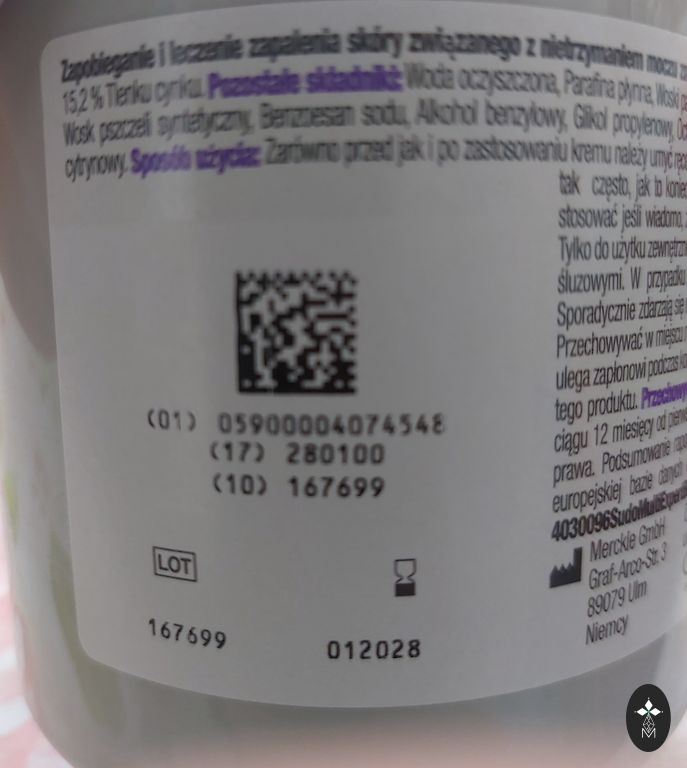 Zapobieganie i leczenie zapalenia skóry związanego z nietrzymaniem moczu
15,2 % Tlenku cynku. Pozostałe składniki: Woda oczyszczona, Parafina płynna, Woski
Wosk pszczeli syntetyczny, Benzoesan sodu, Alkohol benzylowy, Glikol propylenowy,
cytrynowy. Sposób użycia: Zarówno przed jak i po zastosowaniu kremu należy umyć ręce
tak często, jak to
stosować jeśli wiadomo,
Tylko do użytku
śluzowymi. W przypadku
Sporadycznie zdarzają się
Przechowywać w miejscu
ulega zapłonowi podczas
tego produktu.
ciągu 12 miesięcy od
prawa. Podsumowanie
europejskiej bazie danych
(01) 05900004074548
(17) 280100
(10) 167699
Merckle GmbH
Graf-Arco-Str. 3
89079 Ulm
Niemcy
LOT
167699
012028
M